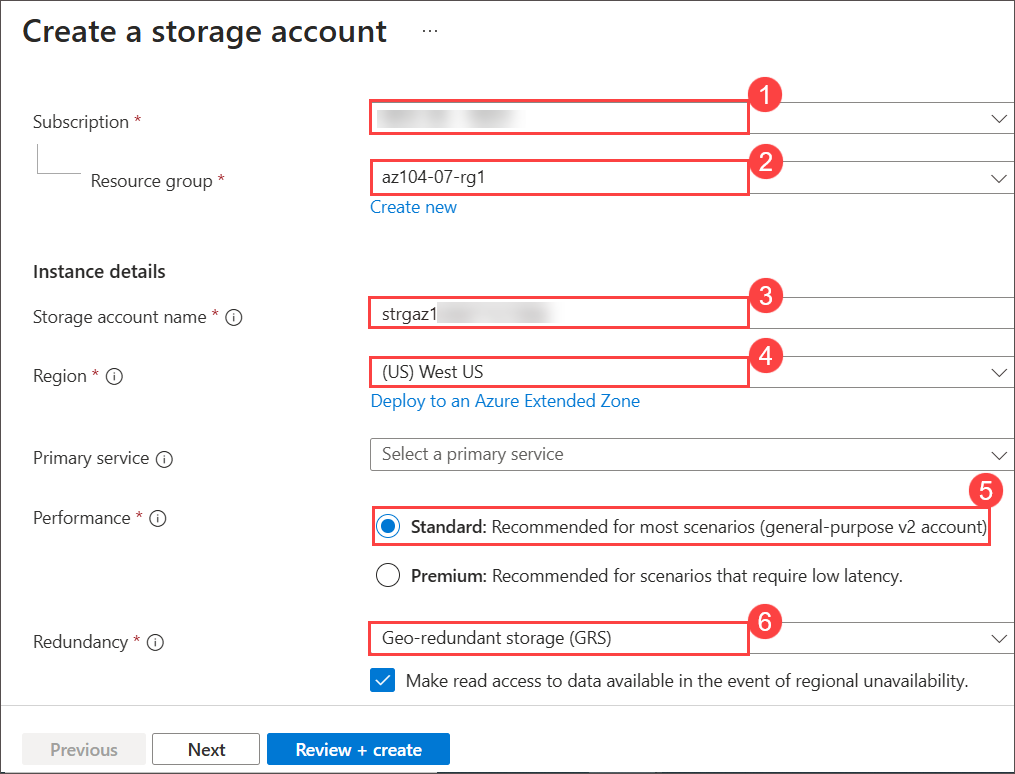 Create a storage account ...
1
Subscription *
2
Resource group * az104-07-rg1
Create new
Instance details
3
Storage account name * strgaz1
4
Region * (US) West US
Deploy to an Azure Extended Zone
Primary service Select a primary service
5
Performance * Standard: Recommended for most scenarios (general-purpose v2 account)
Premium: Recommended for scenarios that require low latency.
6
Redundancy * Geo-redundant storage (GRS)
Make read access to data available in the event of regional unavailability.
Previous Next Review + create